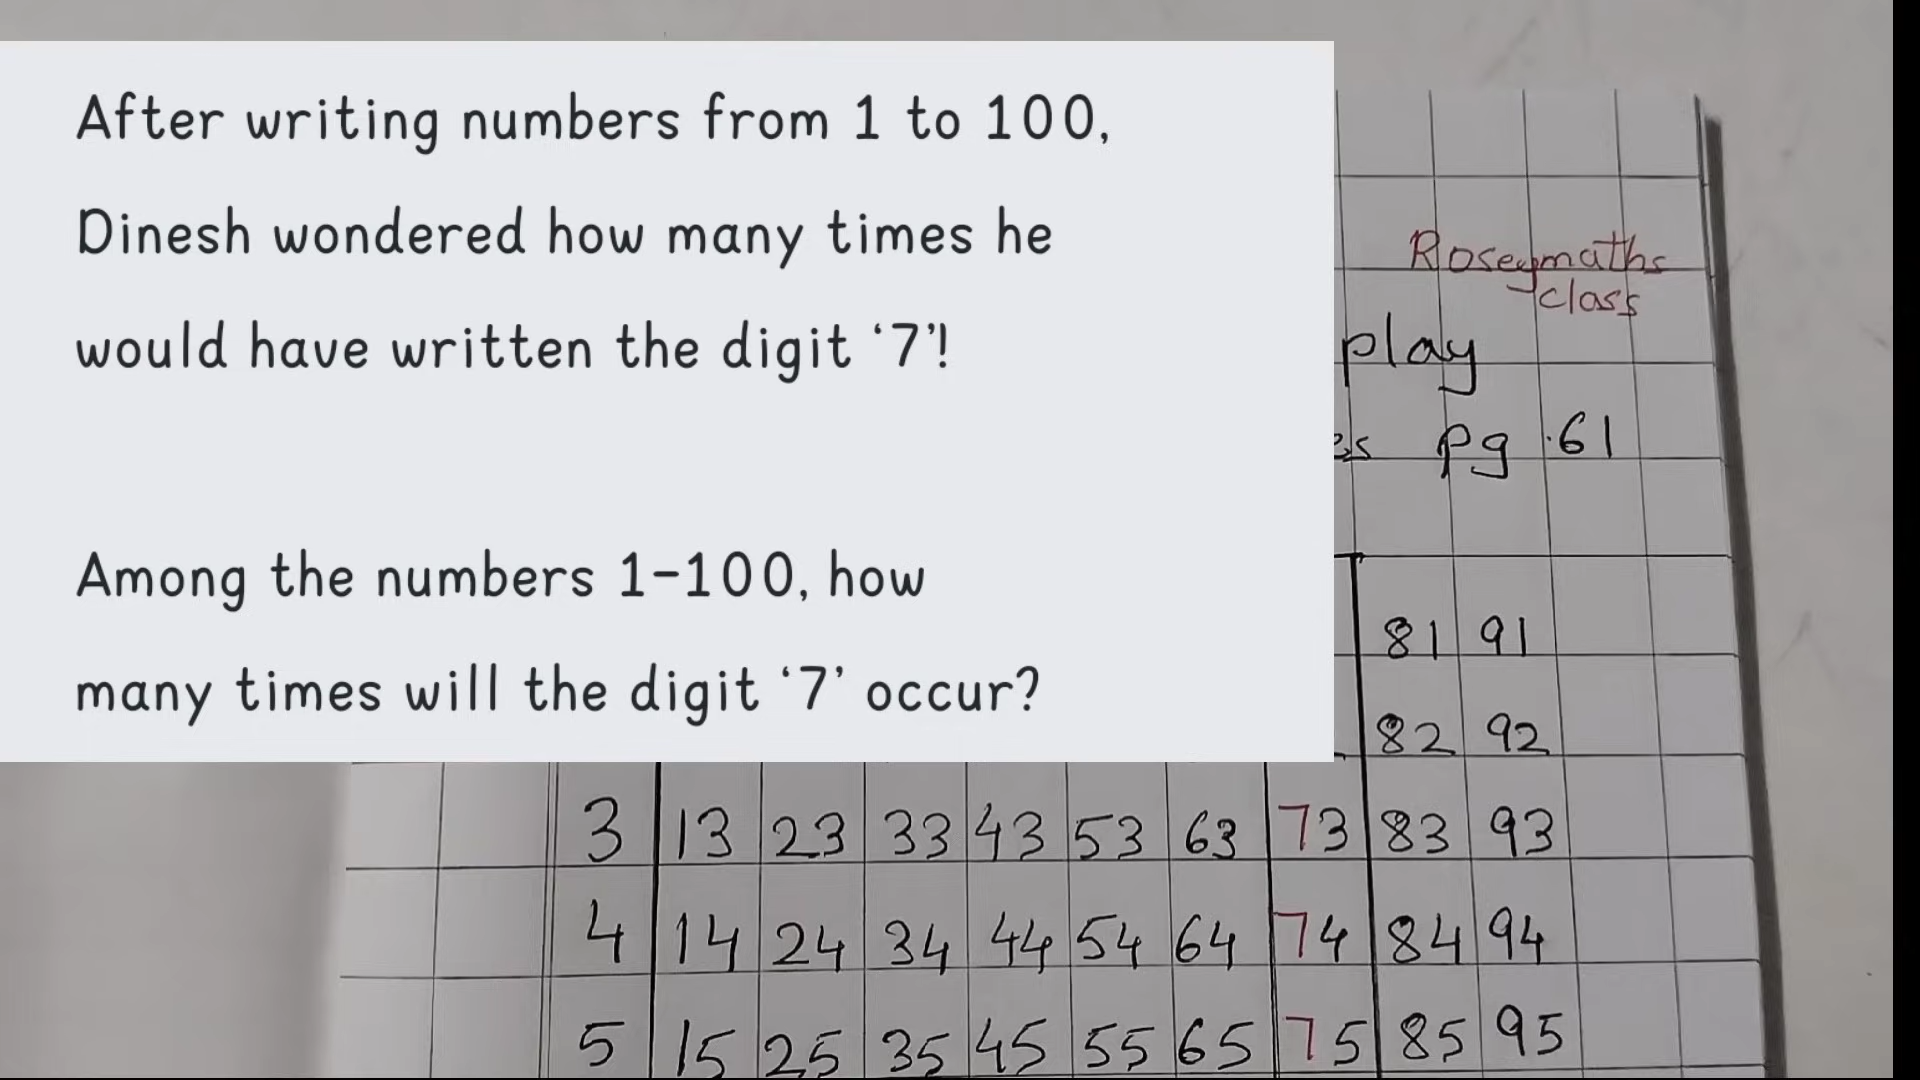 After writing numbers from 1 to 100,
Dinesh wondered how many times he
would have written the digit ‘7’!
Among the numbers 1-100, how
many times will the digit ‘7’ occur?
Roseymaths
class
play
es pg .61
81 91
82 92
3 13 23 33 43 53 63 73 83 93
4 14 24 34 44 54 64 74 84 94
5 15 25 35 45 55 65 75 85 95